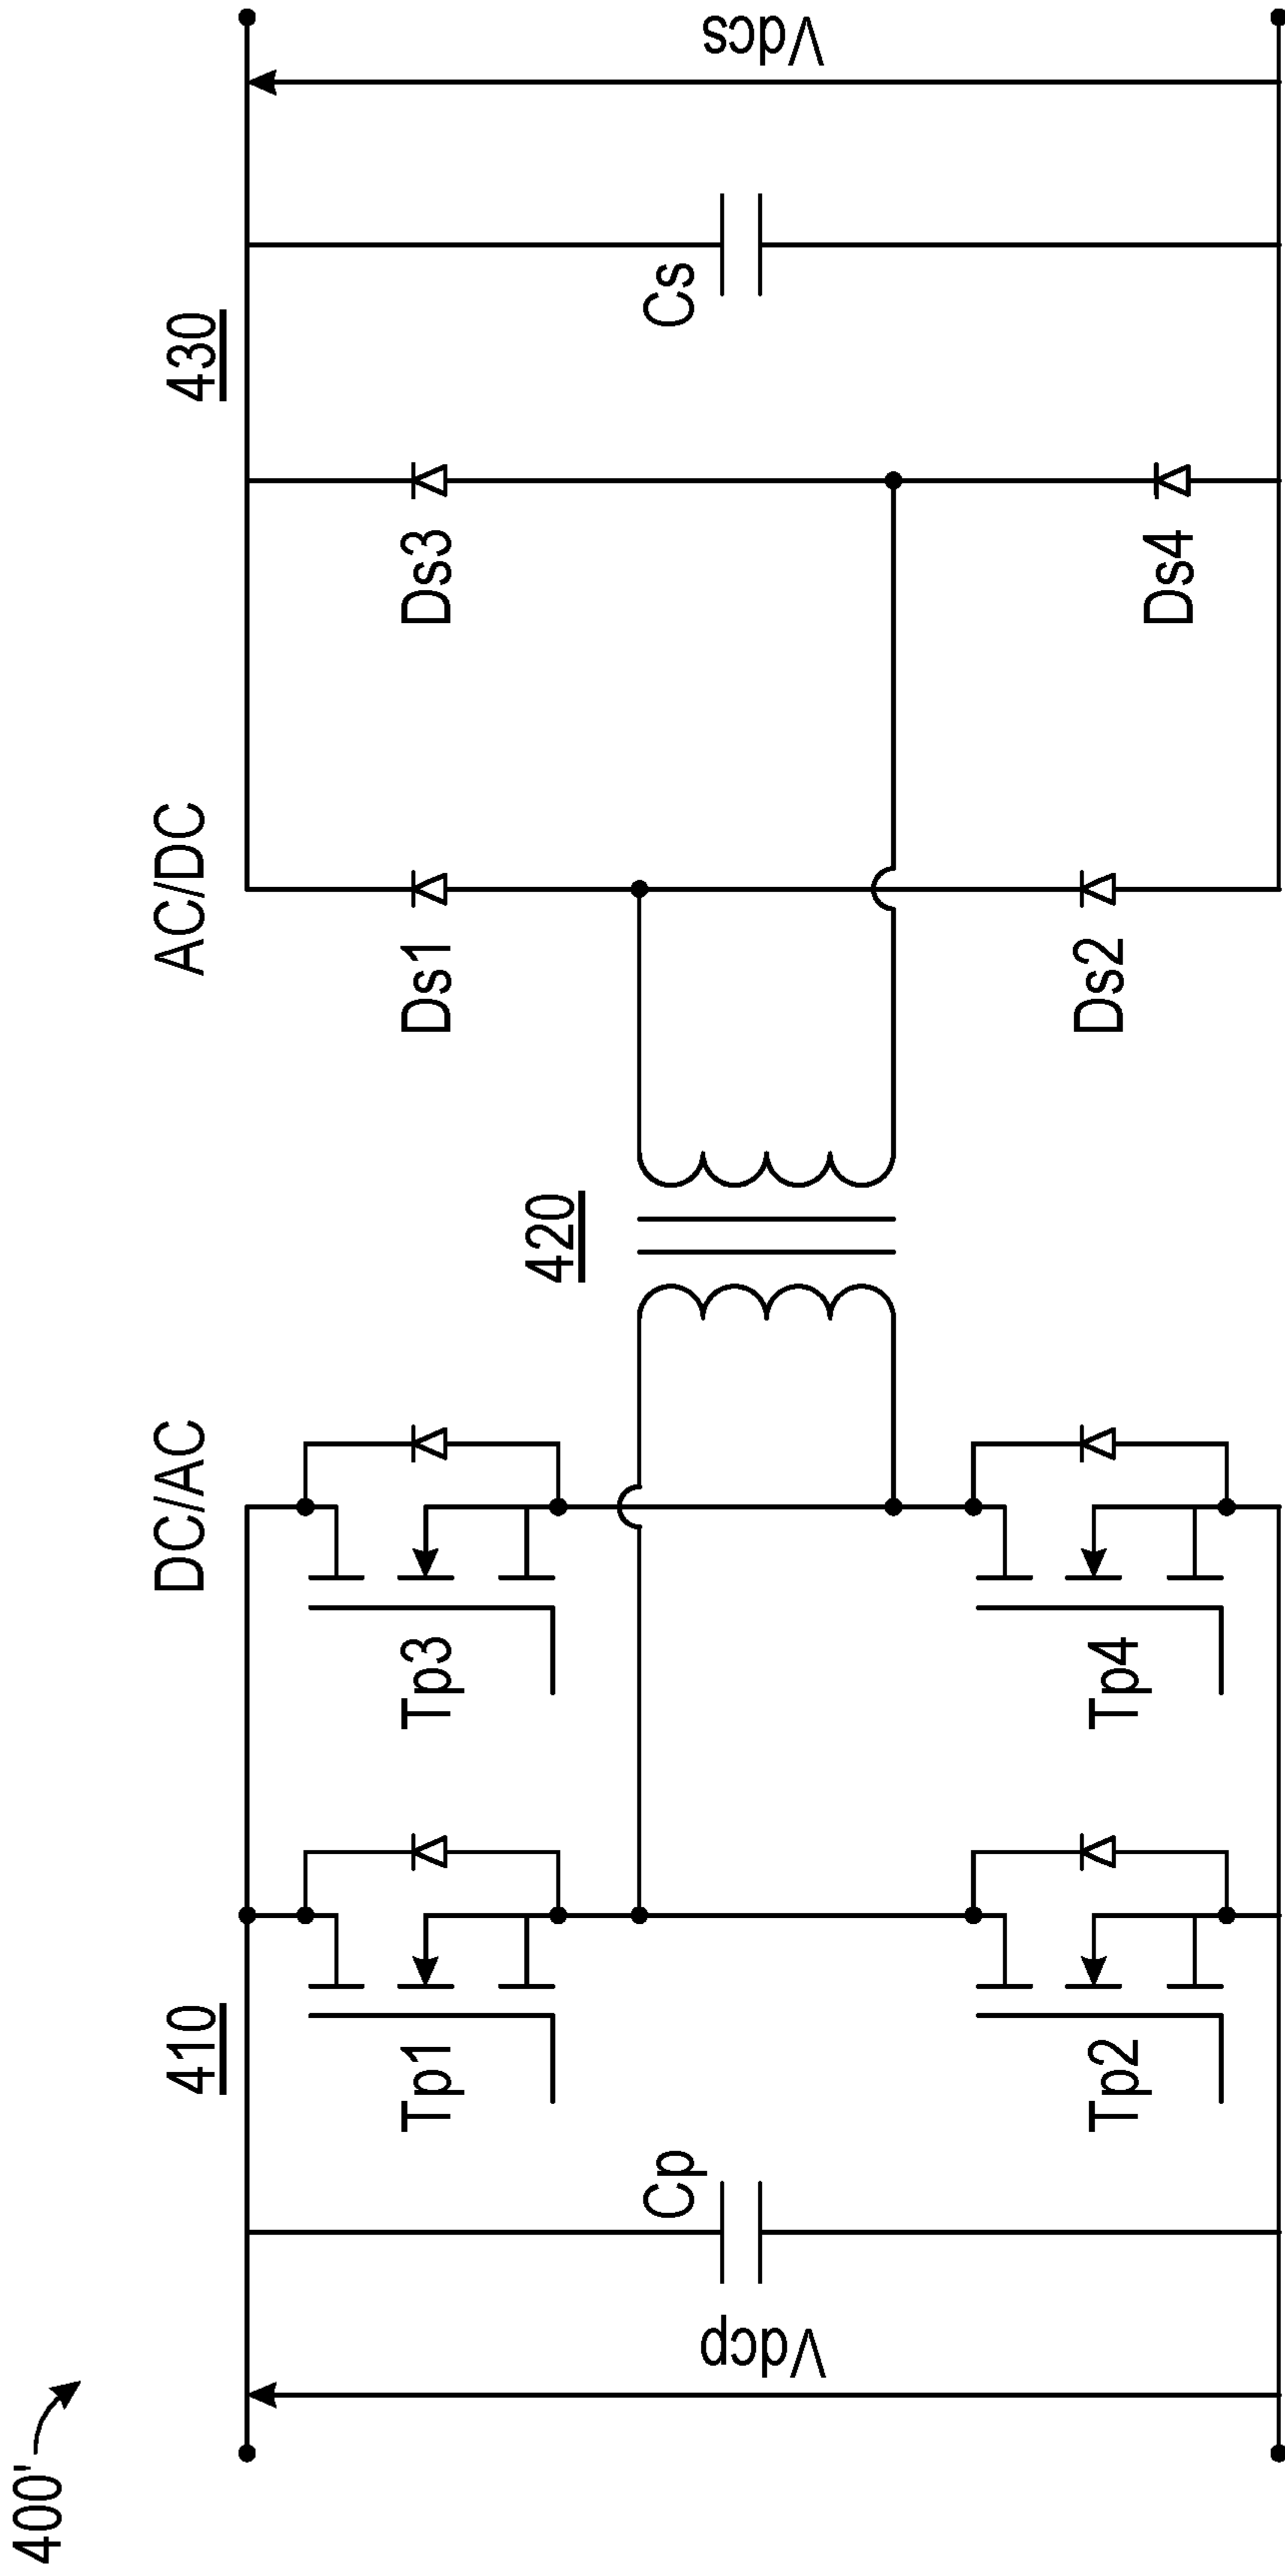 400'
410
DC/AC
420
AC/DC
430
Vdcp
Cp
Tp1
Tp3
Tp2
Tp4
Ds1
Ds3
Ds2
Ds4
Cs
Vdcs